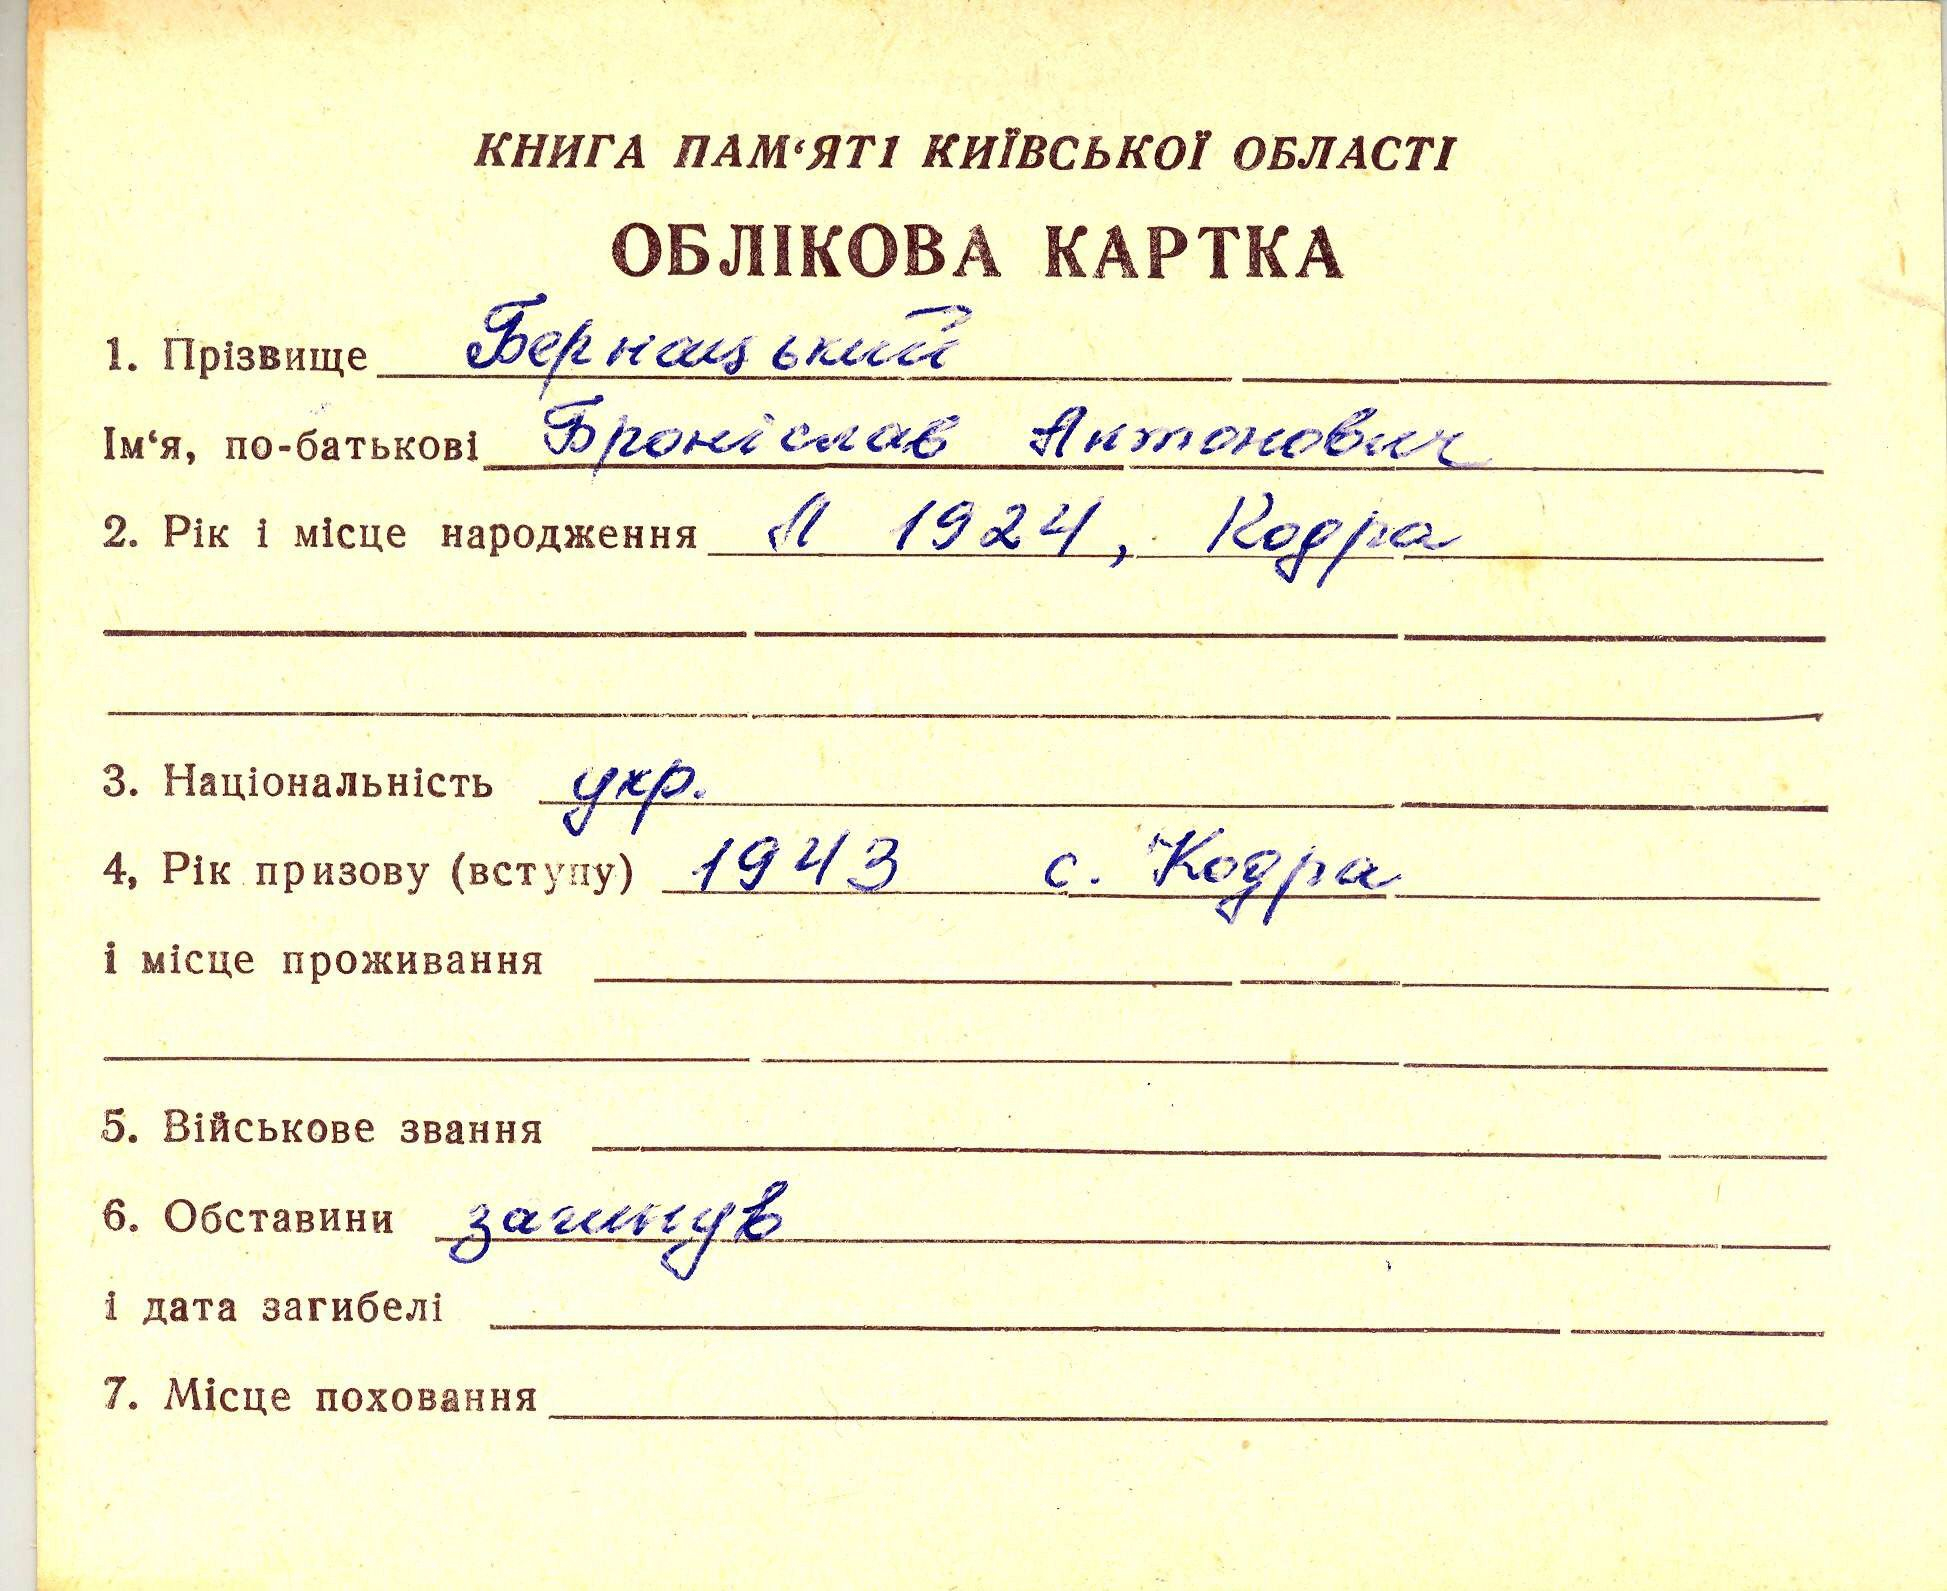 КНИГА ПАМ‘ЯТІ КИЇВСЬКОЇ ОБЛАСТІ
ОБЛІКОВА КАРТКА
1. Прізвище Бернацький
Ім‘я, по-батькові Броніслав Антонович
2. Рік і місце народження 1924, Кодра
3. Національність укр.
4, Рік призову (вступу) 1943 с. Кодра
і місце проживання
5. Військове звання
6. Обставини загинув
і дата загибелі
7. Місце поховання